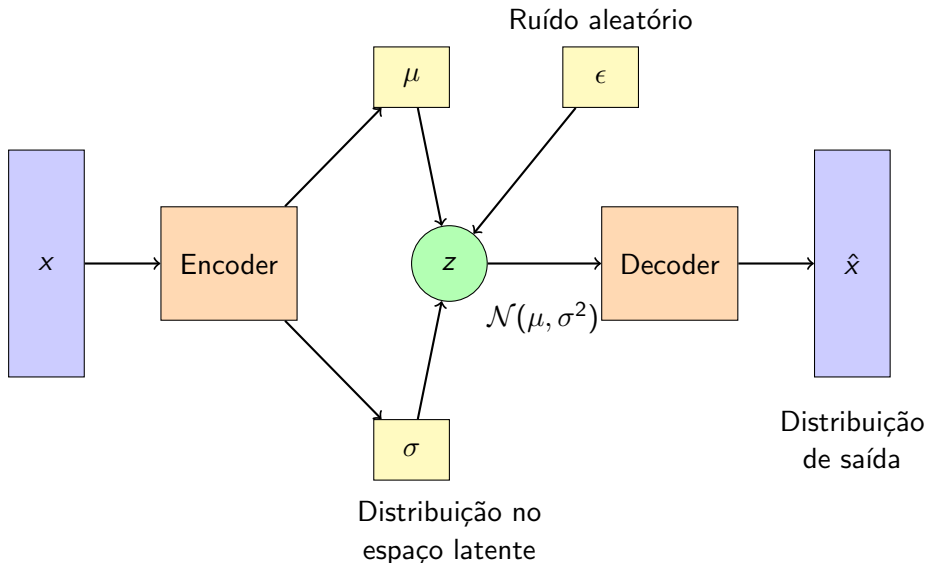 Ruído aleatório
μ
ϵ
x
Encoder
z
Decoder
x̂
𝒩(μ, σ²)
σ
Distribuição no
espaço latente
Distribuição
de saída